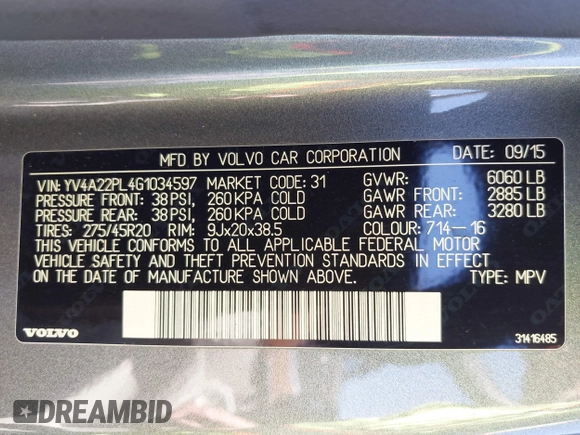 MFD BY VOLVO CAR CORPORATION DATE: 09/15
VIN: YV4A22PL4G1034597 MARKET CODE: 31 GVWR: 6060 LB
PRESSURE FRONT: 38 PSI, 260 KPA COLD GAWR FRONT: 2885 LB
PRESSURE REAR: 38 PSI, 260 KPA COLD GAWR REAR: 3280 LB
TIRES: 275/45R20 RIM: 9Jx20x38.5 COLOUR: 714-16
THIS VEHICLE CONFORMS TO ALL APPLICABLE FEDERAL MOTOR
VEHICLE SAFETY AND THEFT PREVENTION STANDARDS IN EFFECT
ON THE DATE OF MANUFACTURE SHOWN ABOVE. TYPE: MPV
VOLVO 31416485
DREAMBID